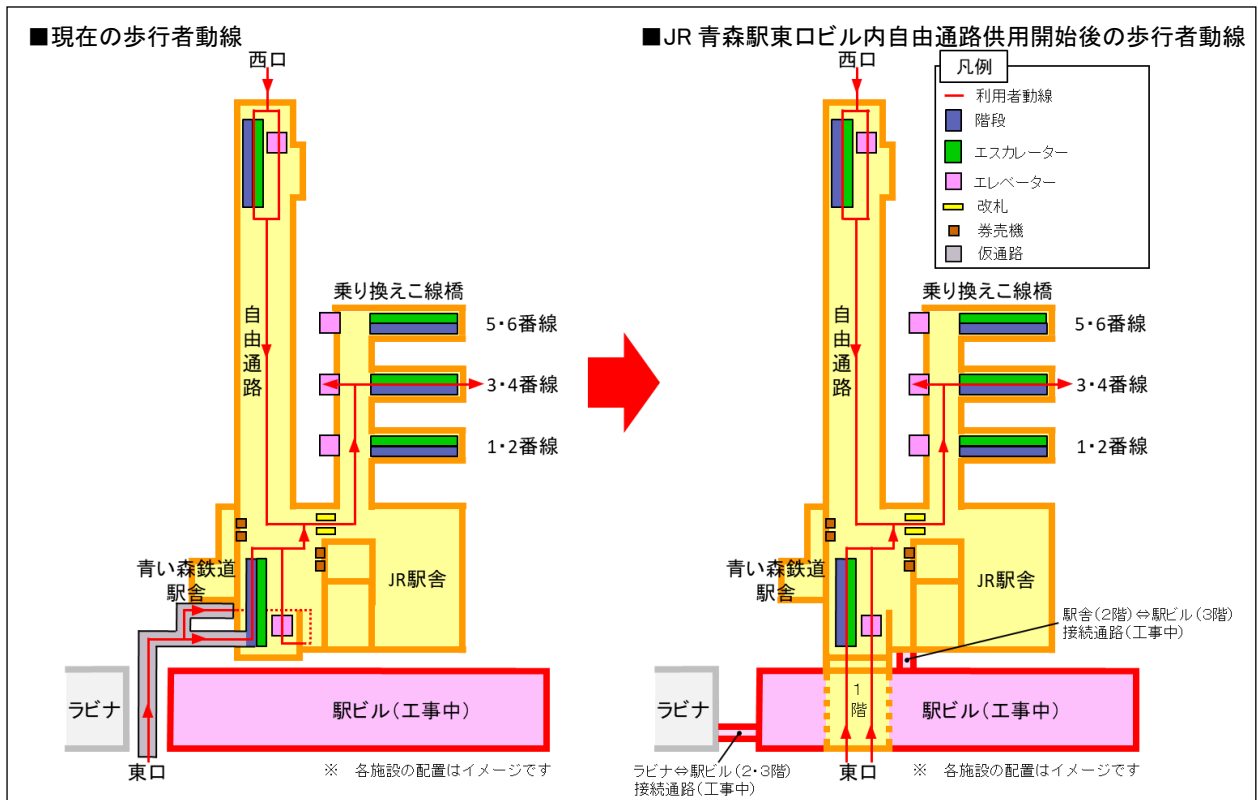 ■現在の歩行者動線
西口
自由通路
乗り換えこ線橋
5・6番線
3・4番線
1・2番線
青い森鉄道
駅舎
JR駅舎
ラビナ
駅ビル(工事中)
東口
※ 各施設の配置はイメージです
■JR 青森駅東口ビル内自由通路供用開始後の歩行者動線
西口
凡例
利用者動線
階段
エスカレーター
エレベーター
改札
券売機
仮通路
自由通路
乗り換えこ線橋
5・6番線
3・4番線
1・2番線
青い森鉄道
駅舎
JR駅舎
駅舎(2階)⇔駅ビル(3階)
接続通路(工事中)
ラビナ
1階
駅ビル(工事中)
ラビナ⇔駅ビル(2・3階)
接続通路(工事中)
東口
※ 各施設の配置はイメージです